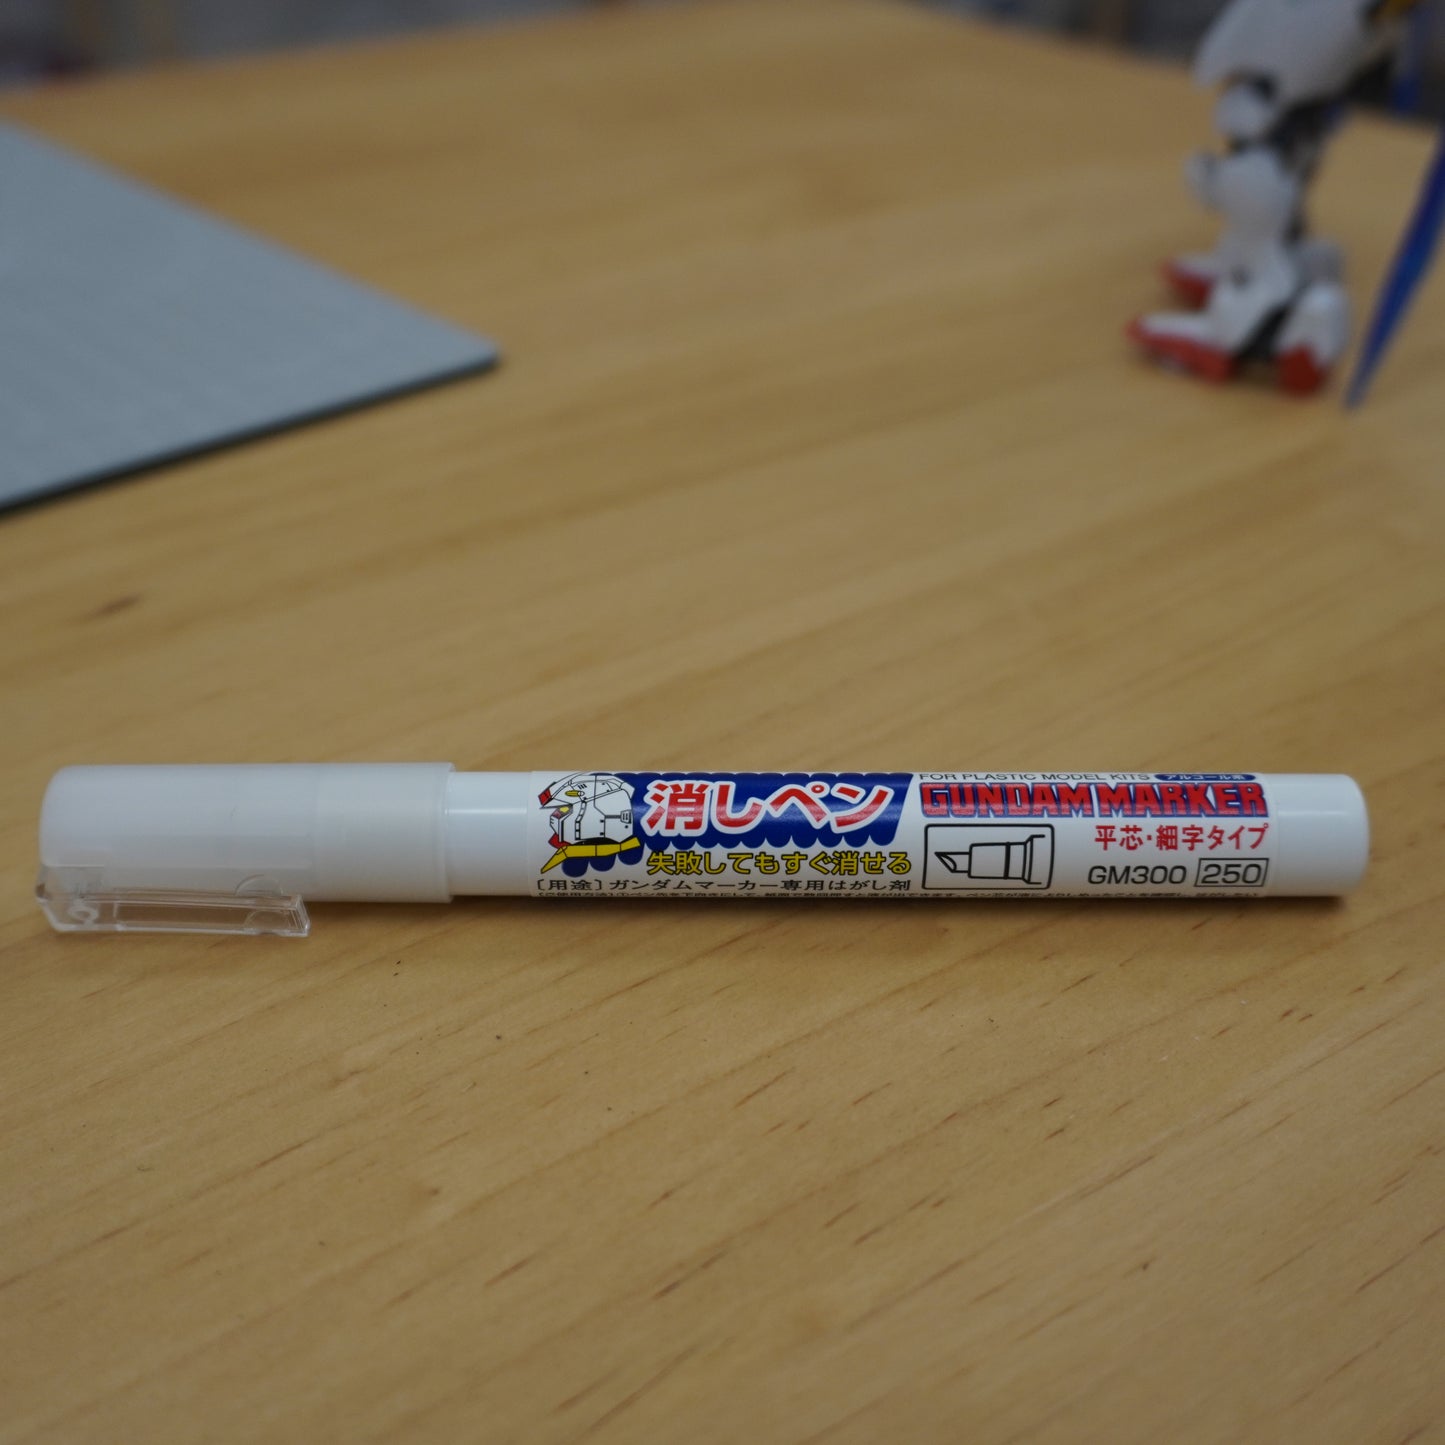 消しペン
失敗してもすぐ消せる
〔用途〕ガンダムマーカー専用はがし剤
FOR PLASTIC MODEL KITS アルコール系
GUNDAM MARKER
平芯・細字タイプ
GM300 250